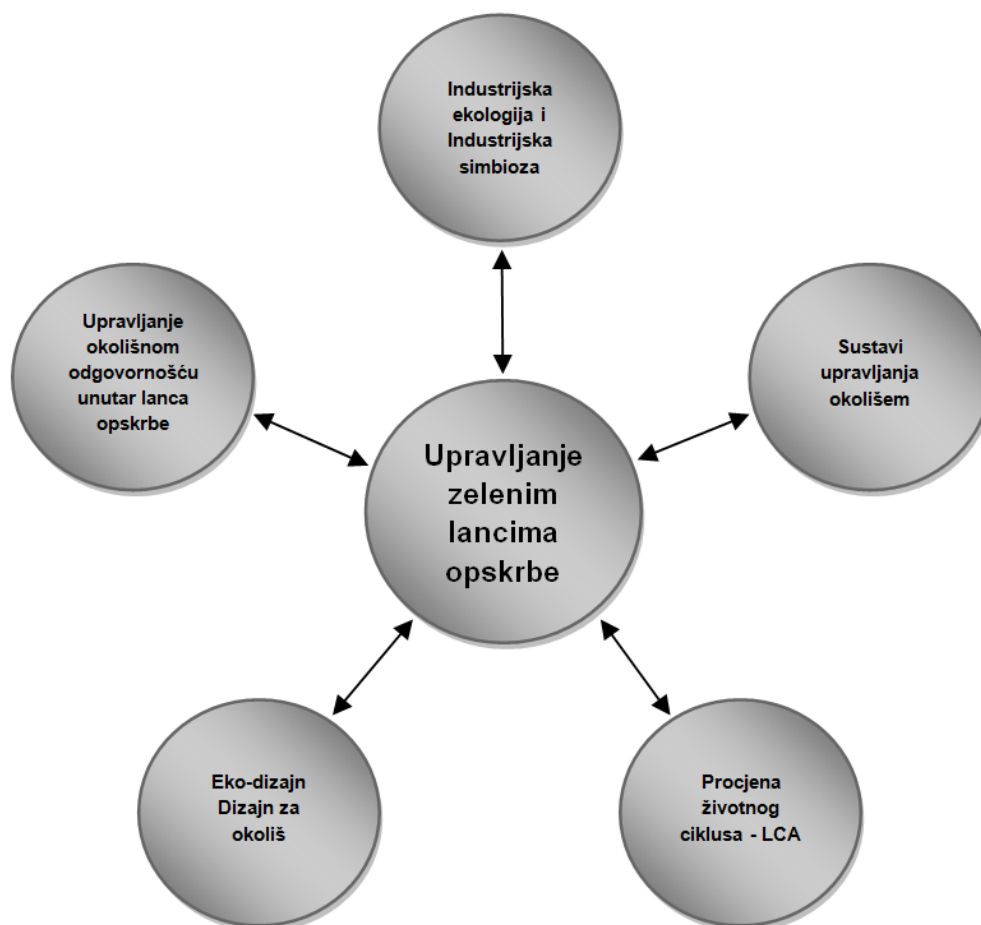 Industrijska
ekologija i
Industrijska
simbioza
Upravljanje
okolišnom
odgovornošću
unutar lanca
opskrbe
Sustavi
upravljanja
okolišem
Upravljanje
zelenim
lancima
opskrbe
Eko-dizajn
Dizajn za
okoliš
Procjena
životnog
ciklusa - LCA